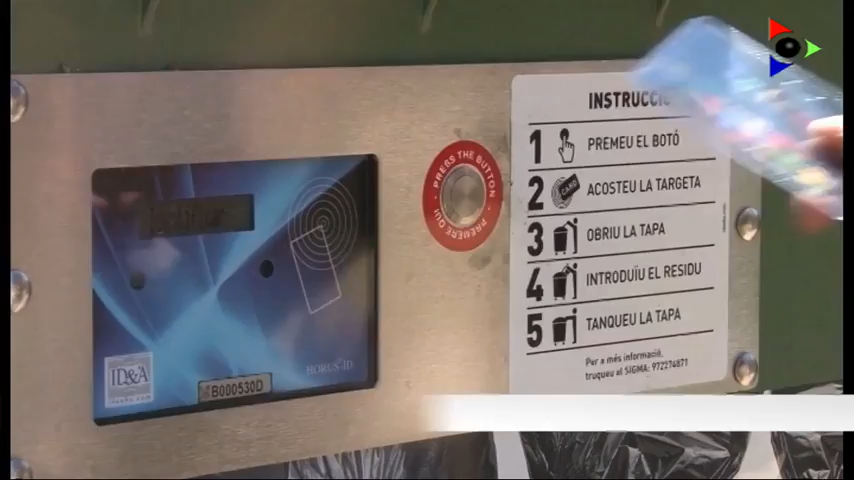 PRESS THE BUTTON
PREMERE QUI
ID&A
B000530D
HORUS ID
1 PREMEU EL BOTÓ
2 ACOSTEU LA TARGETA
CARD
3 OBRIU LA TAPA
4 INTRODUÏU EL RESIDU
5 TANQUEU LA TAPA
Per a més informació,
truqueu al SIGMA: 972274871